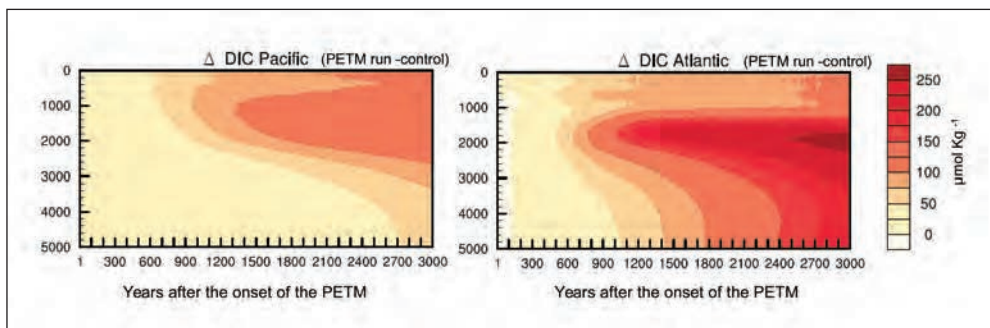 Δ DIC Pacific (PETM run -control)
0
1000
2000
3000
4000
5000
1 300 600 900 1200 1500 1800 2100 2400 2700 3000
Years after the onset of the PETM
Δ DIC Atlantic (PETM run -control)
0
1000
2000
3000
4000
5000
1 300 600 900 1200 1500 1800 2100 2400 2700 3000
Years after the onset of the PETM
250
200
150
100
50
0
µmol Kg⁻¹